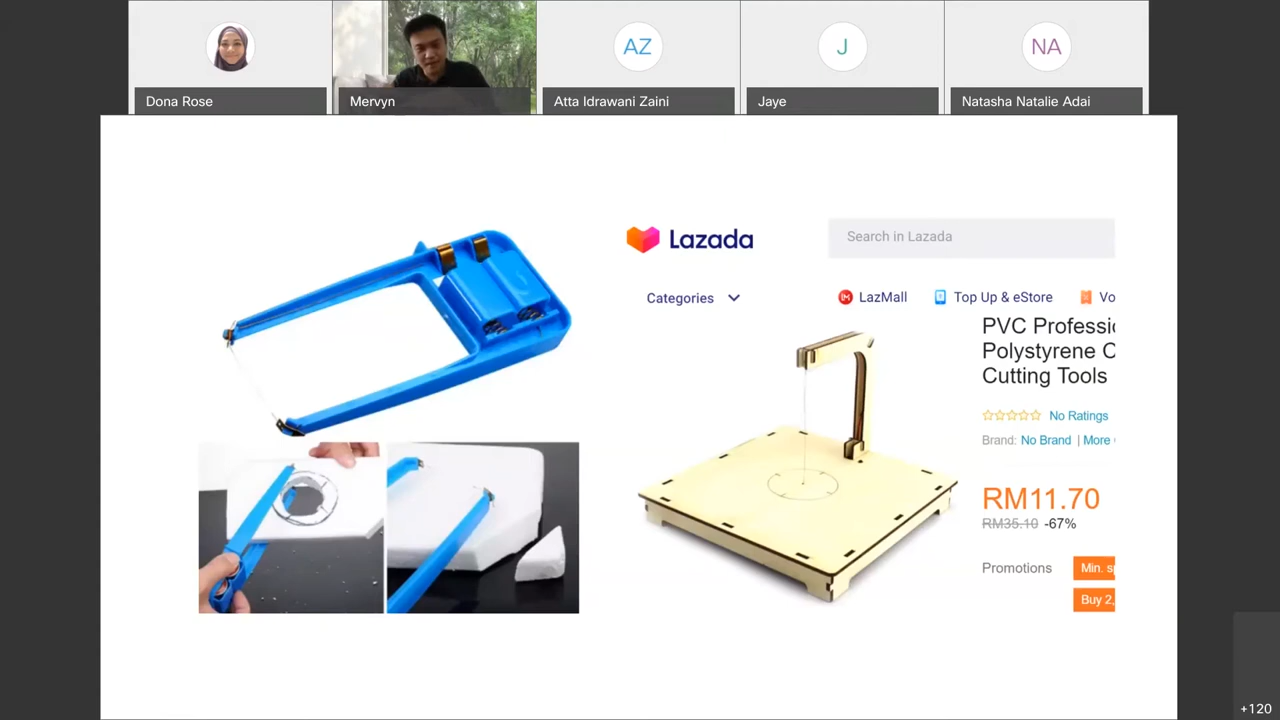 AZ
J
NA
Dona Rose
Mervyn
Atta Idrawani Zaini
Jaye
Natasha Natalie Adai
Lazada
Search in Lazada
Categories
LazMall
Top Up & eStore
Vo
PVC Professi
Polystyrene C
Cutting Tools
No Ratings
Brand: No Brand | More
RM11.70
RM35.10 -67%
Promotions
Min. s
Buy 2,
+120